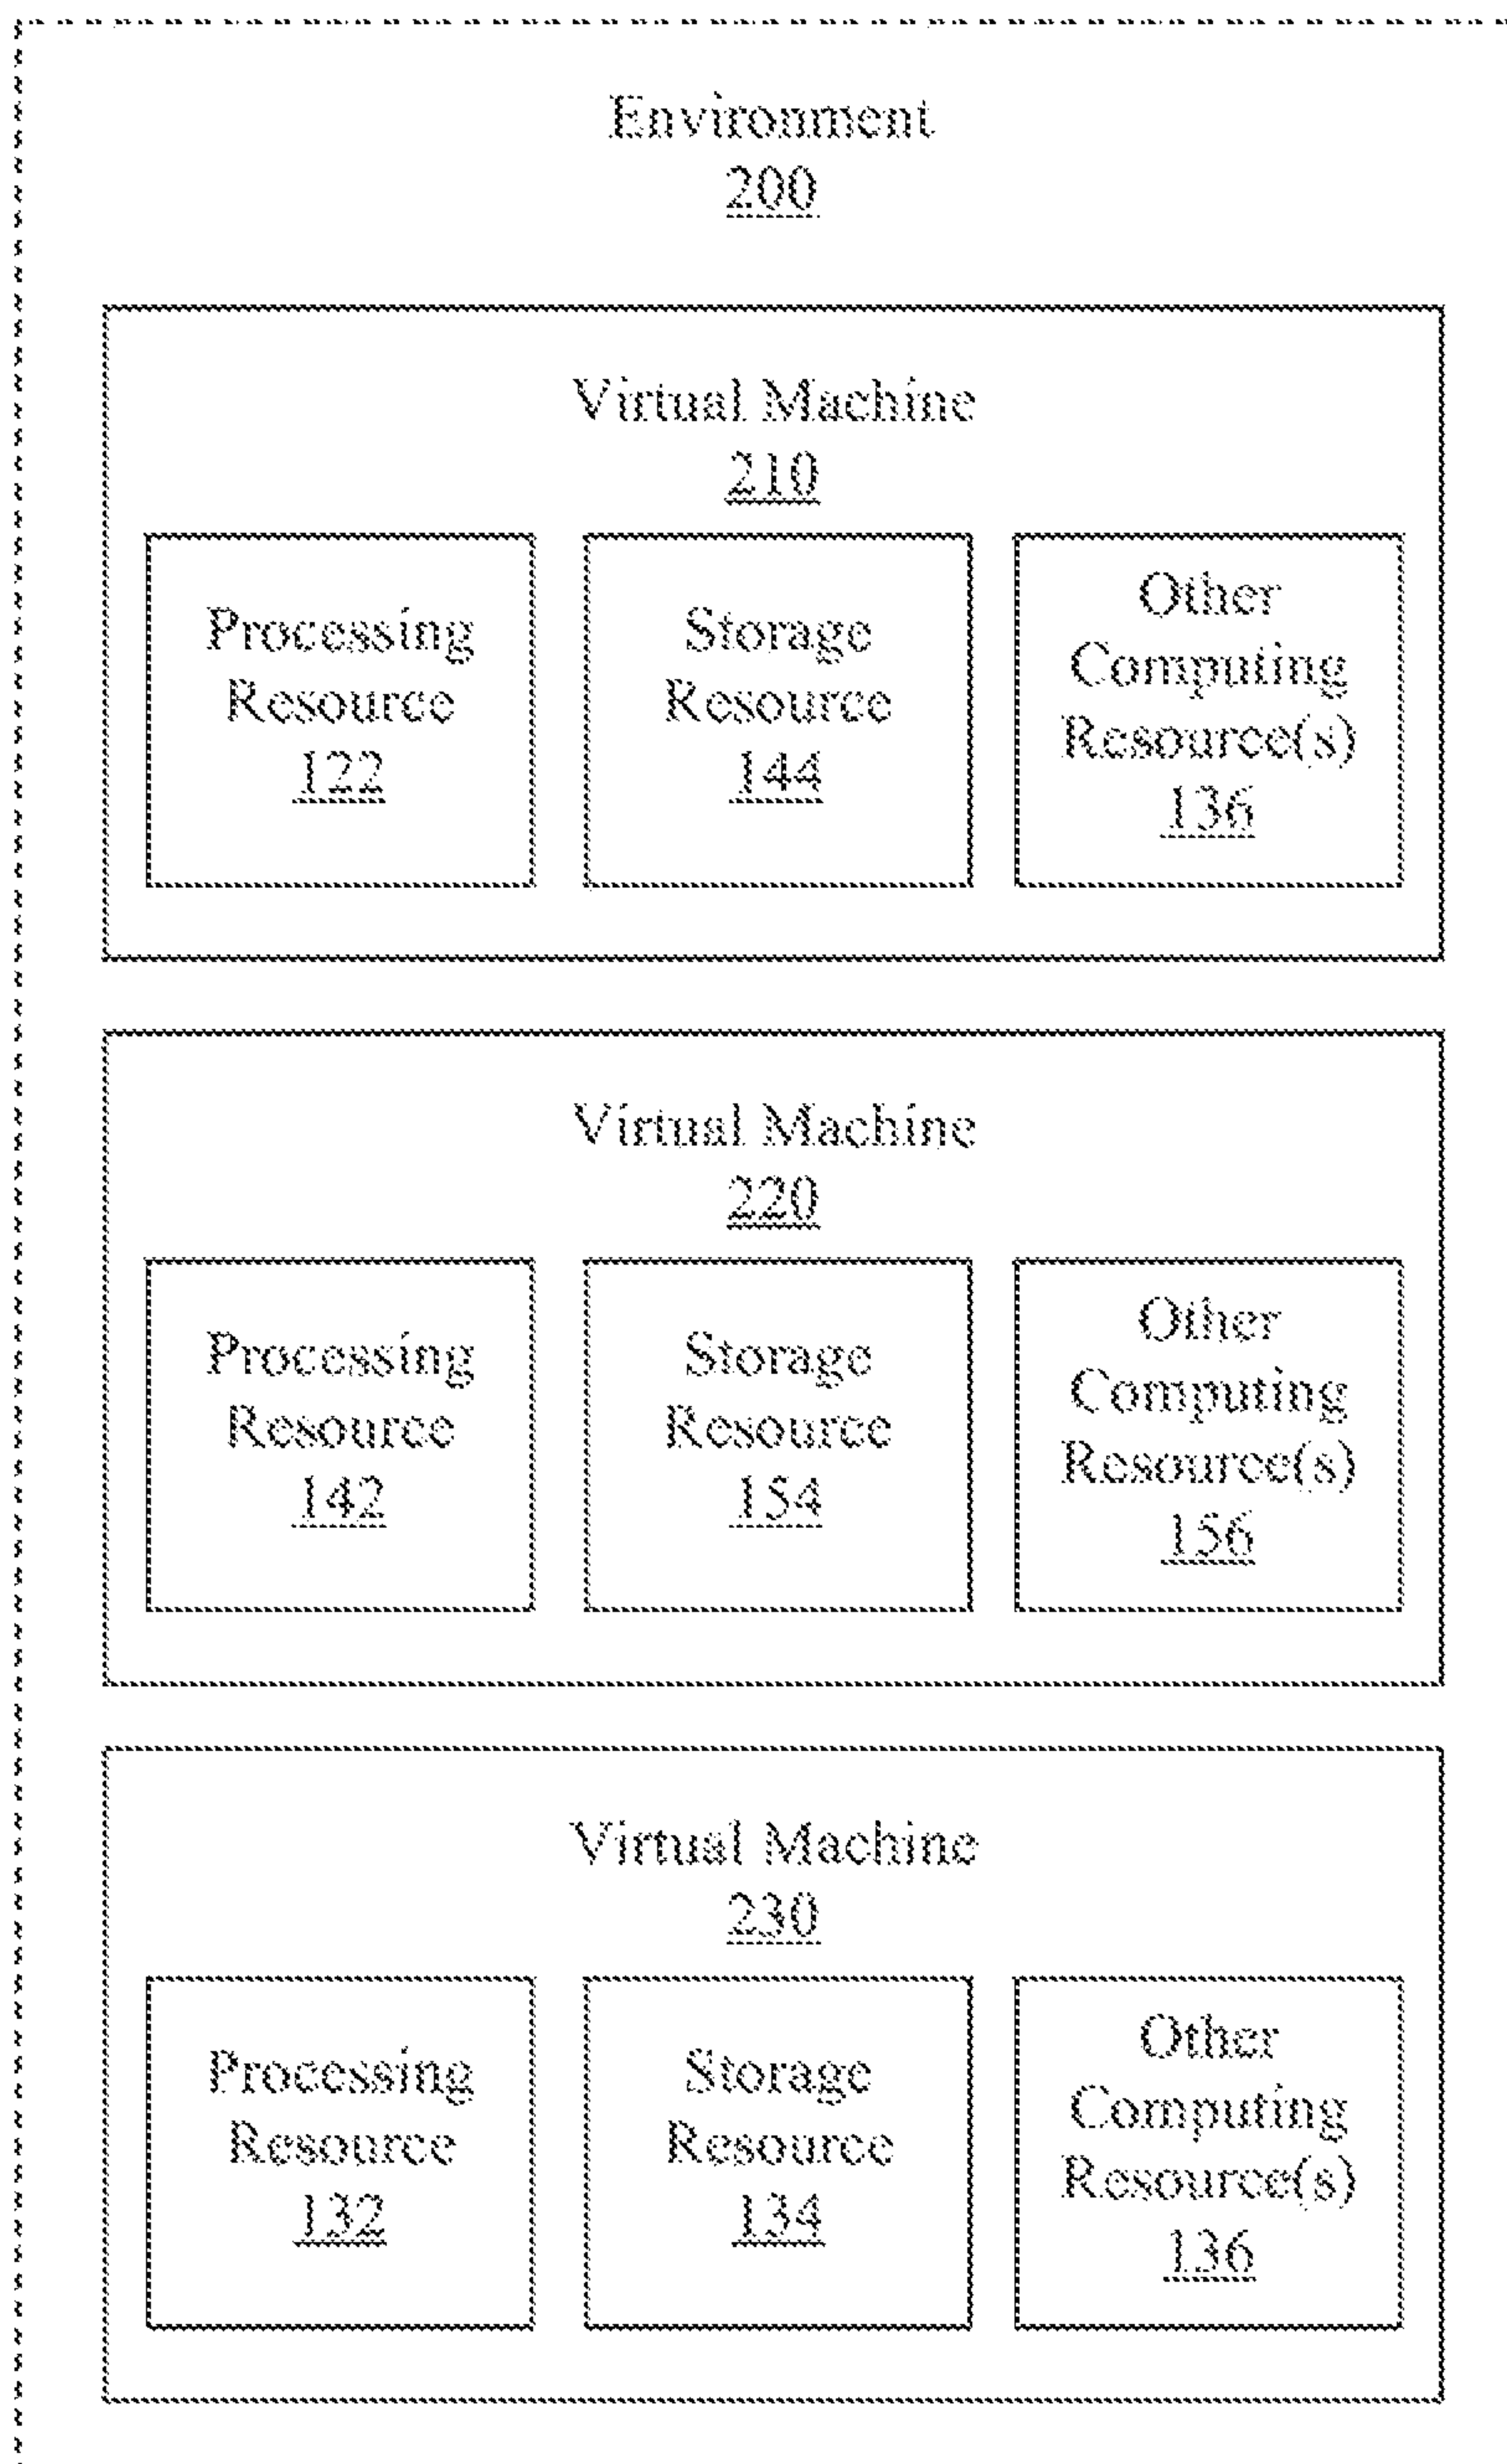 Environment
200
Virtual Machine
210
Processing
Resource
122
Storage
Resource
144
Other
Computing
Resource(s)
136
Virtual Machine
220
Processing
Resource
142
Storage
Resource
154
Other
Computing
Resource(s)
156
Virtual Machine
230
Processing
Resource
132
Storage
Resource
134
Other
Computing
Resource(s)
136